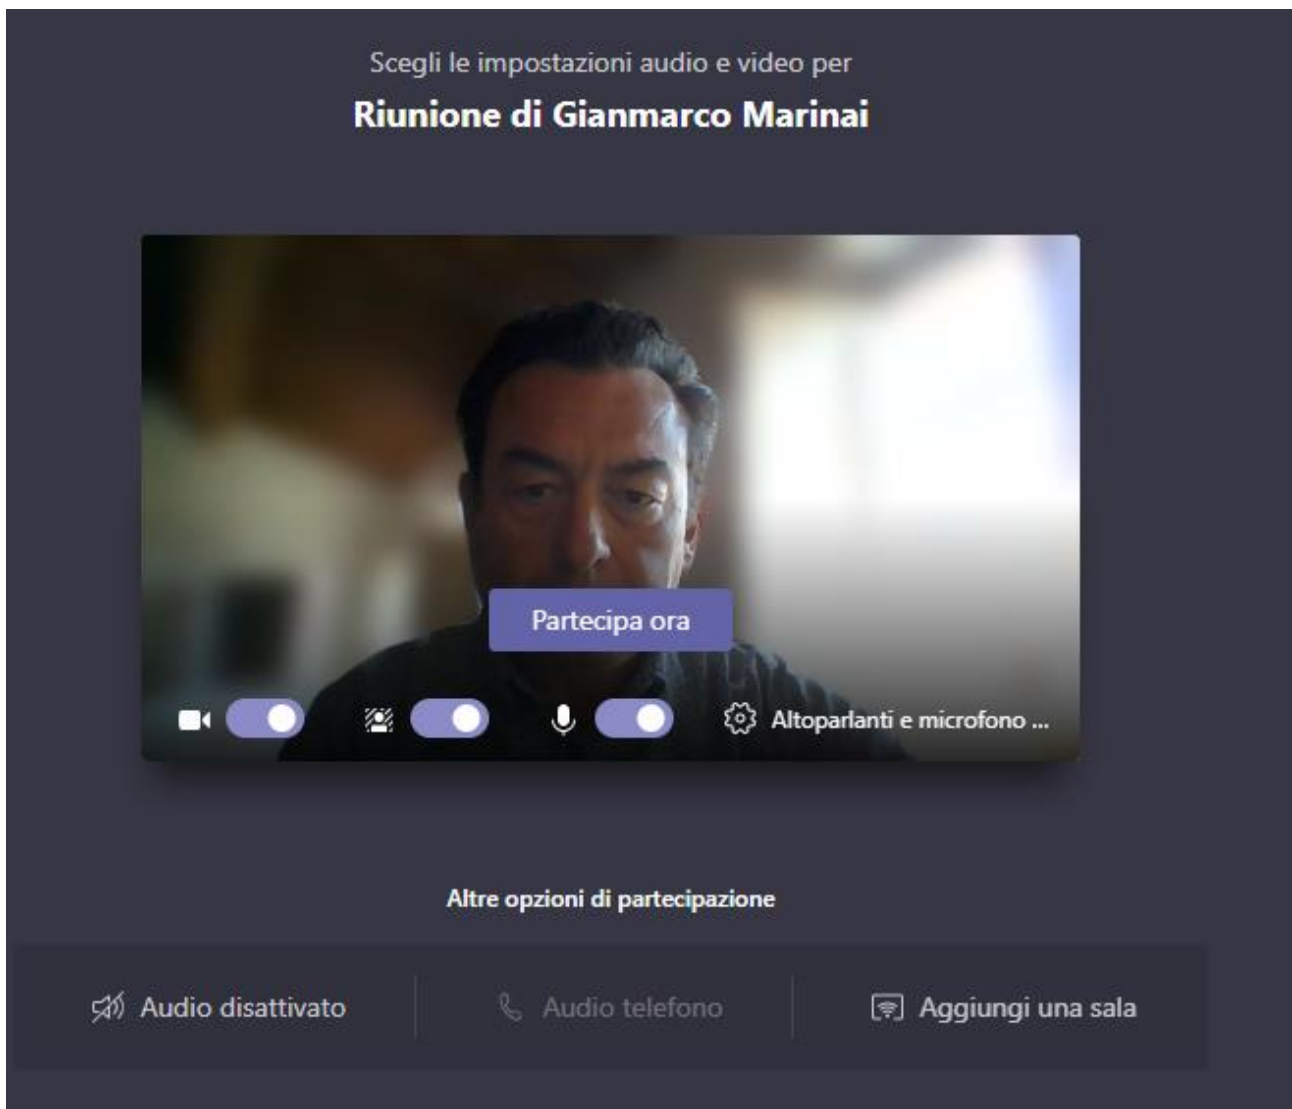 Scegli le impostazioni audio e video per
Riunione di Gianmarco Marinai
Partecipa ora
Altoparlanti e microfono ...
Altre opzioni di partecipazione
Audio disattivato
Audio telefono
Aggiungi una sala